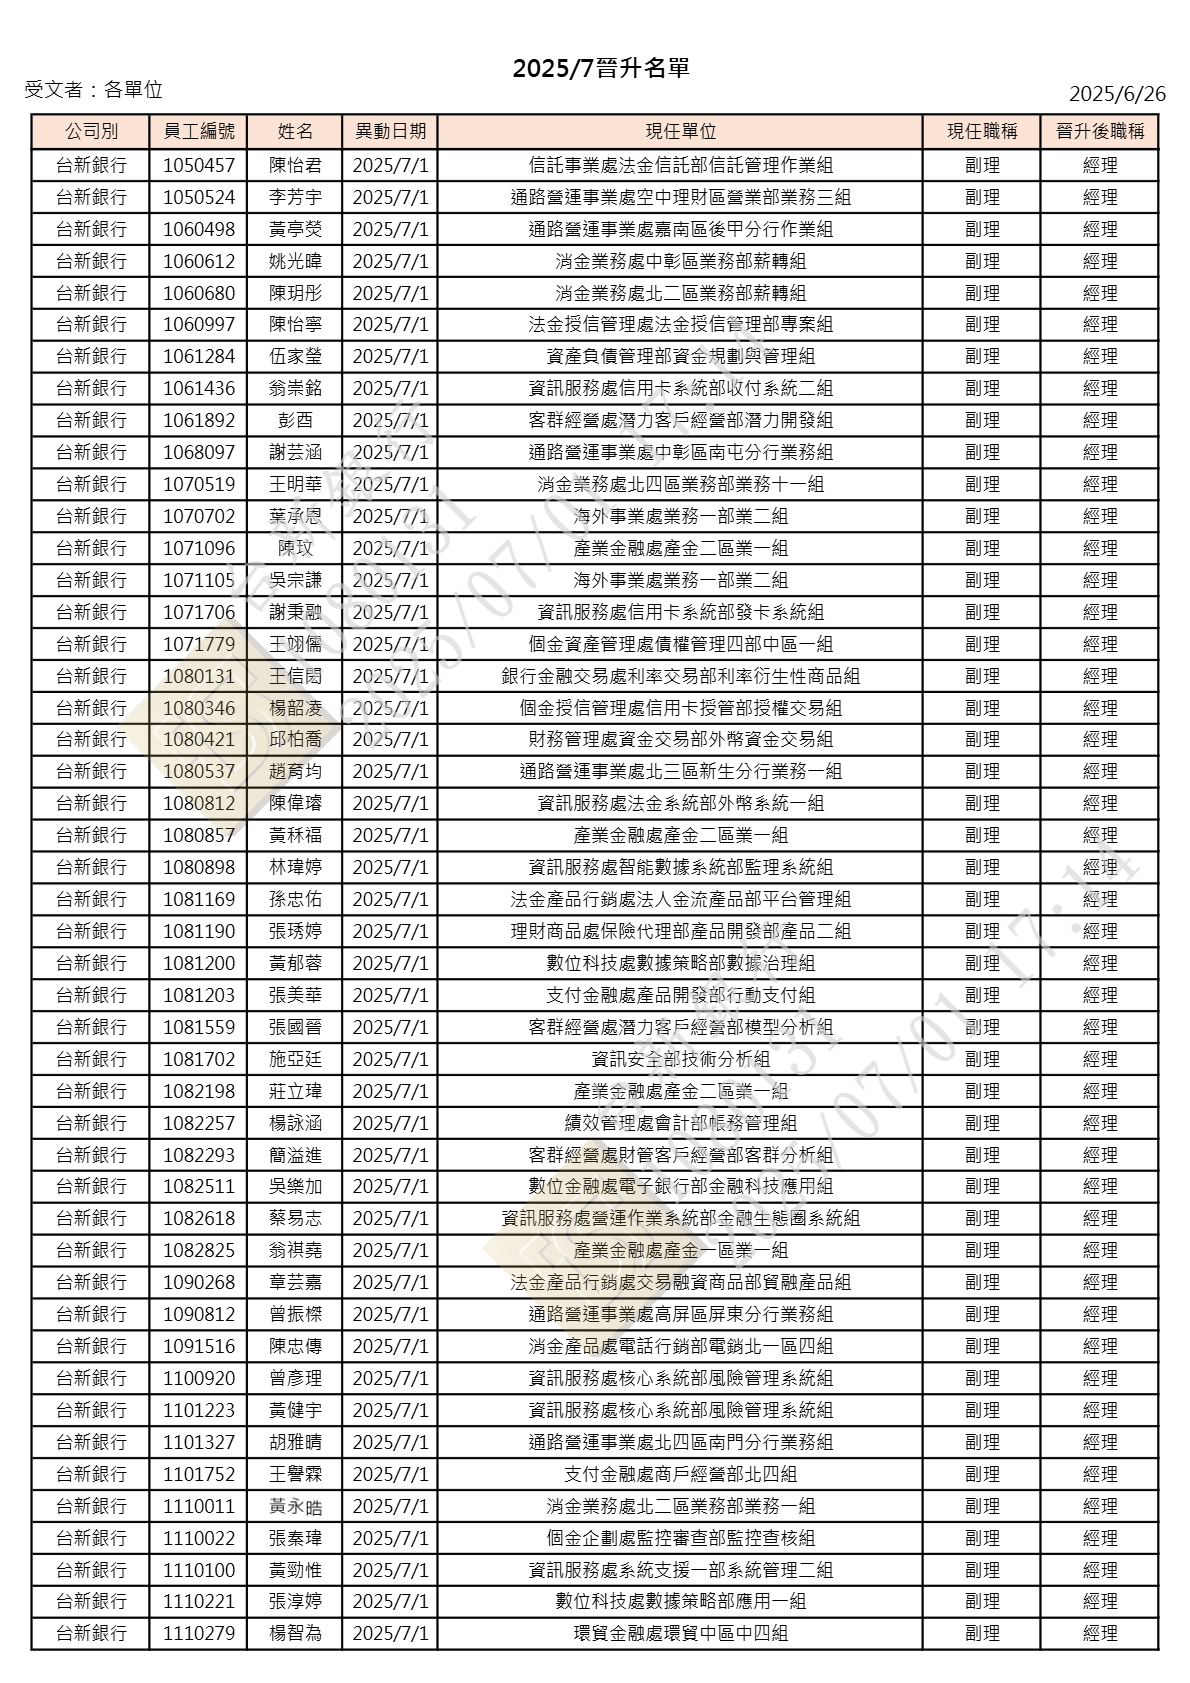 2025/7晉升名單
受文者：各單位
2025/6/26
公司別 員工編號 姓名 異動日期 現任單位 現任職稱 晉升後職稱
台新銀行 1050457 陳怡君 2025/7/1 信託事業處法金信託部信託管理作業組 副理 經理
台新銀行 1050524 李芳宇 2025/7/1 通路營運事業處空中理財區營業部業務三組 副理 經理
台新銀行 1060498 黃亭熒 2025/7/1 通路營運事業處嘉南區後甲分行作業組 副理 經理
台新銀行 1060612 姚光暐 2025/7/1 消金業務處中彰區業務部薪轉組 副理 經理
台新銀行 1060680 陳玥彤 2025/7/1 消金業務處北二區業務部薪轉組 副理 經理
台新銀行 1060997 陳怡寧 2025/7/1 法金授信管理處法金授信管理部專案組 副理 經理
台新銀行 1061284 伍家瑩 2025/7/1 資產負債管理部資金規劃與管理組 副理 經理
台新銀行 1061436 翁崇銘 2025/7/1 資訊服務處信用卡系統部收付系統二組 副理 經理
台新銀行 1061892 彭酉 2025/7/1 客群經營處潛力客戶經營部潛力開發組 副理 經理
台新銀行 1068097 謝芸涵 2025/7/1 通路營運事業處中彰區南屯分行業務組 副理 經理
台新銀行 1070519 王明華 2025/7/1 消金業務處北四區業務部業務十一組 副理 經理
台新銀行 1070702 葉承恩 2025/7/1 海外事業處業務一部業二組 副理 經理
台新銀行 1071096 陳玟 2025/7/1 產業金融處產金二區業一組 副理 經理
台新銀行 1071105 吳宗謙 2025/7/1 海外事業處業務一部業二組 副理 經理
台新銀行 1071706 謝秉融 2025/7/1 資訊服務處信用卡系統部發卡系統組 副理 經理
台新銀行 1071779 王翊儒 2025/7/1 個金資產管理處債權管理四部中區一組 副理 經理
台新銀行 1080131 王信閎 2025/7/1 銀行金融交易處利率交易部利率衍生性商品組 副理 經理
台新銀行 1080346 楊韶凌 2025/7/1 個金授信管理處信用卡授管部授權交易組 副理 經理
台新銀行 1080421 邱柏喬 2025/7/1 財務管理處資金交易部外幣資金交易組 副理 經理
台新銀行 1080537 趙育均 2025/7/1 通路營運事業處北三區新生分行業務一組 副理 經理
台新銀行 1080812 陳偉璿 2025/7/1 資訊服務處法金系統部外幣系統一組 副理 經理
台新銀行 1080857 黃秝福 2025/7/1 產業金融處產金二區業一組 副理 經理
台新銀行 1080898 林瑋婷 2025/7/1 資訊服務處智能數據系統部監理系統組 副理 經理
台新銀行 1081169 孫忠佑 2025/7/1 法金產品行銷處法人金流產品部平台管理組 副理 經理
台新銀行 1081190 張琇婷 2025/7/1 理財商品處保險代理部產品開發部產品二組 副理 經理
台新銀行 1081200 黃郁蓉 2025/7/1 數位科技處數據策略部數據治理組 副理 經理
台新銀行 1081203 張美華 2025/7/1 支付金融處產品開發部行動支付組 副理 經理
台新銀行 1081559 張國晉 2025/7/1 客群經營處潛力客戶經營部模型分析組 副理 經理
台新銀行 1081702 施亞廷 2025/7/1 資訊安全部技術分析組 副理 經理
台新銀行 1082198 莊立瑋 2025/7/1 產業金融處產金二區業一組 副理 經理
台新銀行 1082257 楊詠涵 2025/7/1 績效管理處會計部帳務管理組 副理 經理
台新銀行 1082293 簡溢進 2025/7/1 客群經營處財管客戶經營部客群分析組 副理 經理
台新銀行 1082511 吳樂加 2025/7/1 數位金融處電子銀行部金融科技應用組 副理 經理
台新銀行 1082618 蔡易志 2025/7/1 資訊服務處營運作業系統部金融生態圈系統組 副理 經理
台新銀行 1082825 翁祺堯 2025/7/1 產業金融處產金一區業一組 副理 經理
台新銀行 1090268 章芸嘉 2025/7/1 法金產品行銷處交易融資商品部貿融產品組 副理 經理
台新銀行 1090812 曾振榤 2025/7/1 通路營運事業處高屏區屏東分行業務組 副理 經理
台新銀行 1091516 陳忠傳 2025/7/1 消金產品處電話行銷部電銷北一區四組 副理 經理
台新銀行 1100920 曾彥理 2025/7/1 資訊服務處核心系統部風險管理系統組 副理 經理
台新銀行 1101223 黃健宇 2025/7/1 資訊服務處核心系統部風險管理系統組 副理 經理
台新銀行 1101327 胡雅晴 2025/7/1 通路營運事業處北四區南門分行業務組 副理 經理
台新銀行 1101752 王譽霖 2025/7/1 支付金融處商戶經營部北四組 副理 經理
台新銀行 1110011 黃永晧 2025/7/1 消金業務處北二區業務部業務一組 副理 經理
台新銀行 1110022 張秦瑋 2025/7/1 個金企劃處監控審查部監控查核組 副理 經理
台新銀行 1110100 黃勁惟 2025/7/1 資訊服務處系統支援一部系統管理二組 副理 經理
台新銀行 1110221 張淳婷 2025/7/1 數位科技處數據策略部應用一組 副理 經理
台新銀行 1110279 楊智為 2025/7/1 環貿金融處環貿中區中四組 副理 經理
台新銀行
1080131
2025/07/01 17:14
台新銀行
1080131
2025/07/01 17:14